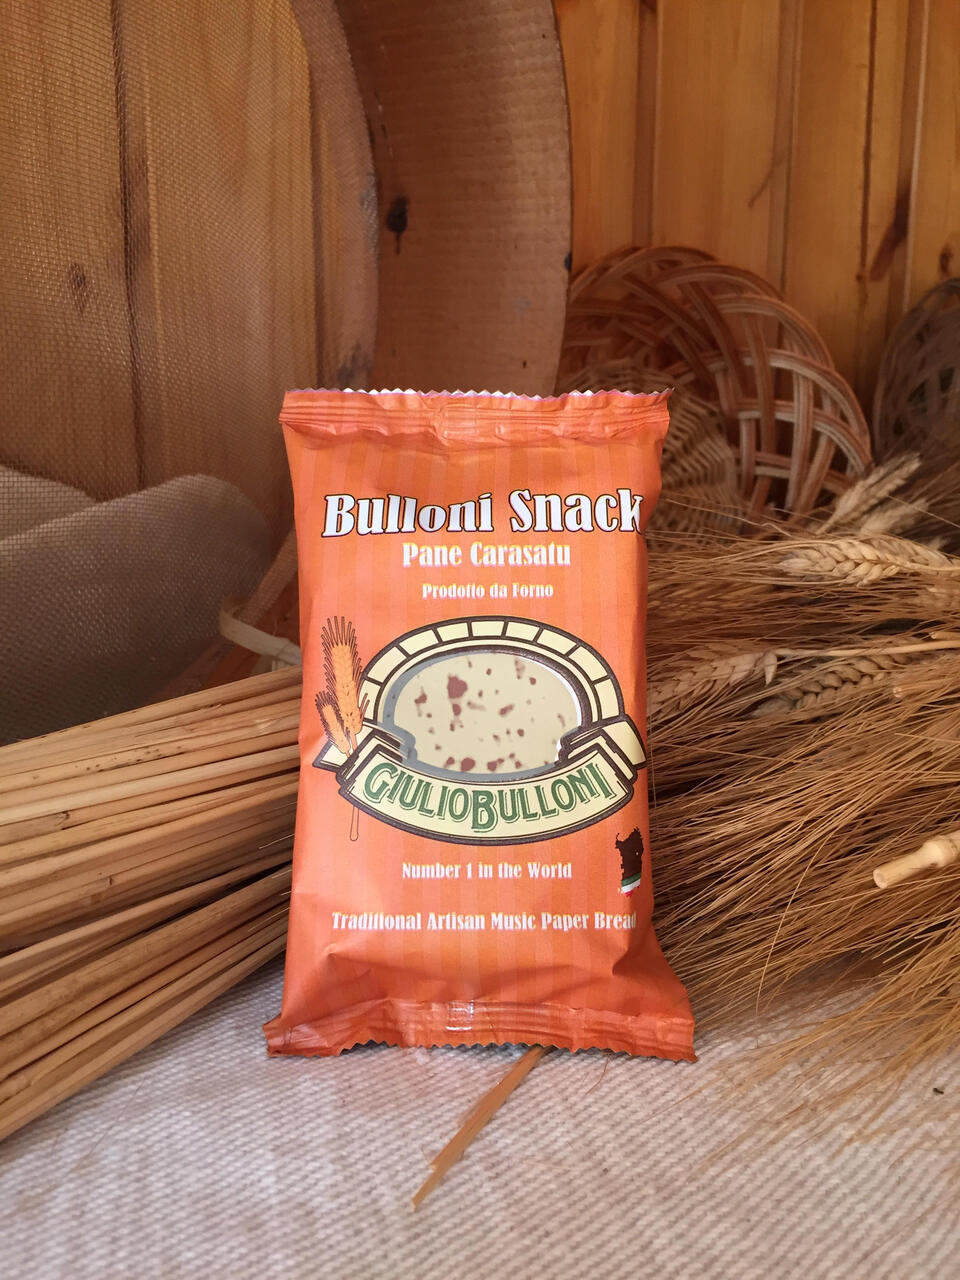 Bulloni Snack
Pane Carasatu
Prodotto da Forno
GIULIOBULLONI
Number 1 in the World
Traditional Artisan Music Paper Bread